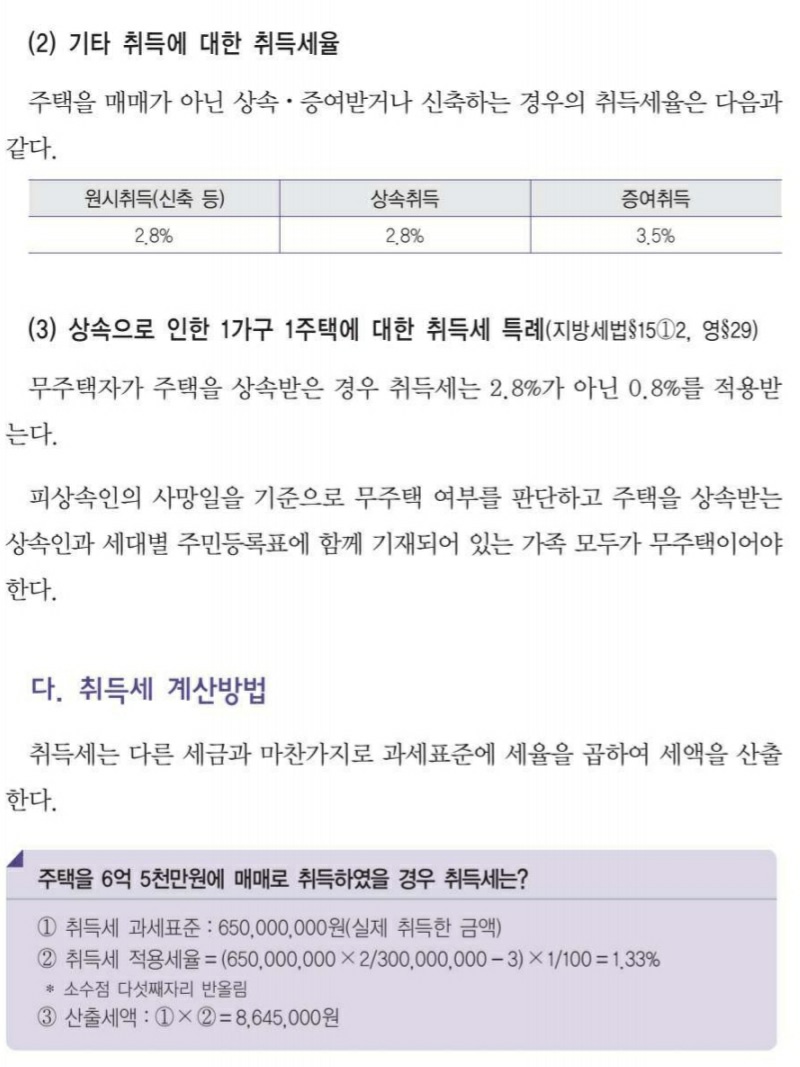 (2) 기타 취득에 대한 취득세율
주택을 매매가 아닌 상속·증여받거나 신축하는 경우의 취득세율은 다음과
같다.
원시취득(신축 등) 상속취득 증여취득
2.8% 2.8% 3.5%
(3) 상속으로 인한 1가구 1주택에 대한 취득세 특례(지방세법§15①2, 영§29)
무주택자가 주택을 상속받은 경우 취득세는 2.8%가 아닌 0.8%를 적용받
는다.
피상속인의 사망일을 기준으로 무주택 여부를 판단하고 주택을 상속받는
상속인과 세대별 주민등록표에 함께 기재되어 있는 가족 모두가 무주택이어야
한다.
다. 취득세 계산방법
취득세는 다른 세금과 마찬가지로 과세표준에 세율을 곱하여 세액을 산출
한다.
주택을 6억 5천만원에 매매로 취득하였을 경우 취득세는?
① 취득세 과세표준 : 650,000,000원(실제 취득한 금액)
② 취득세 적용세율 = (650,000,000 × 2/300,000,000 - 3) × 1/100 = 1.33%
* 소수점 다섯째자리 반올림
③ 산출세액 : ① × ② = 8,645,000원